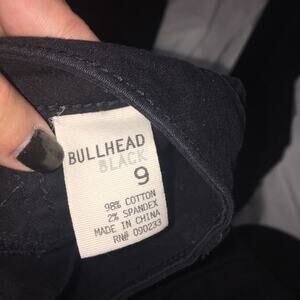 BULLHEAD
BLACK
9
98% COTTON
2% SPANDEX
MADE IN CHINA
RN# 090233